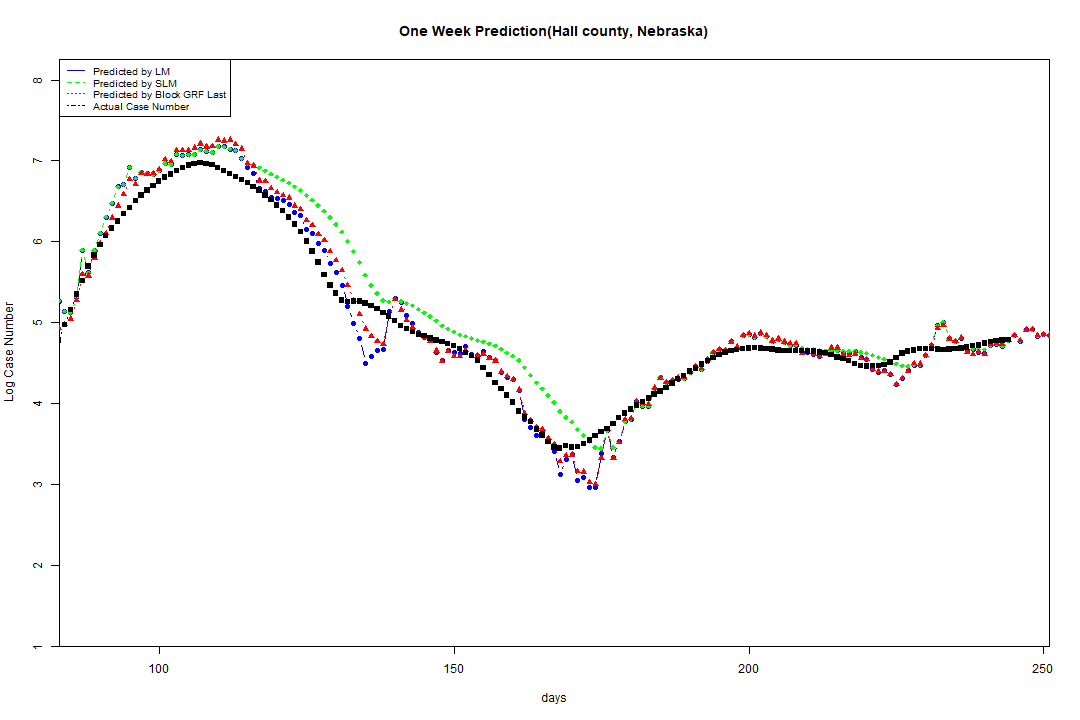 One Week Prediction(Hall county, Nebraska)
Predicted by LM
Predicted by SLM
Predicted by Block GRF Last
Actual Case Number
8
7
6
5
4
3
2
1
Log Case Number
100 150 200 250
days